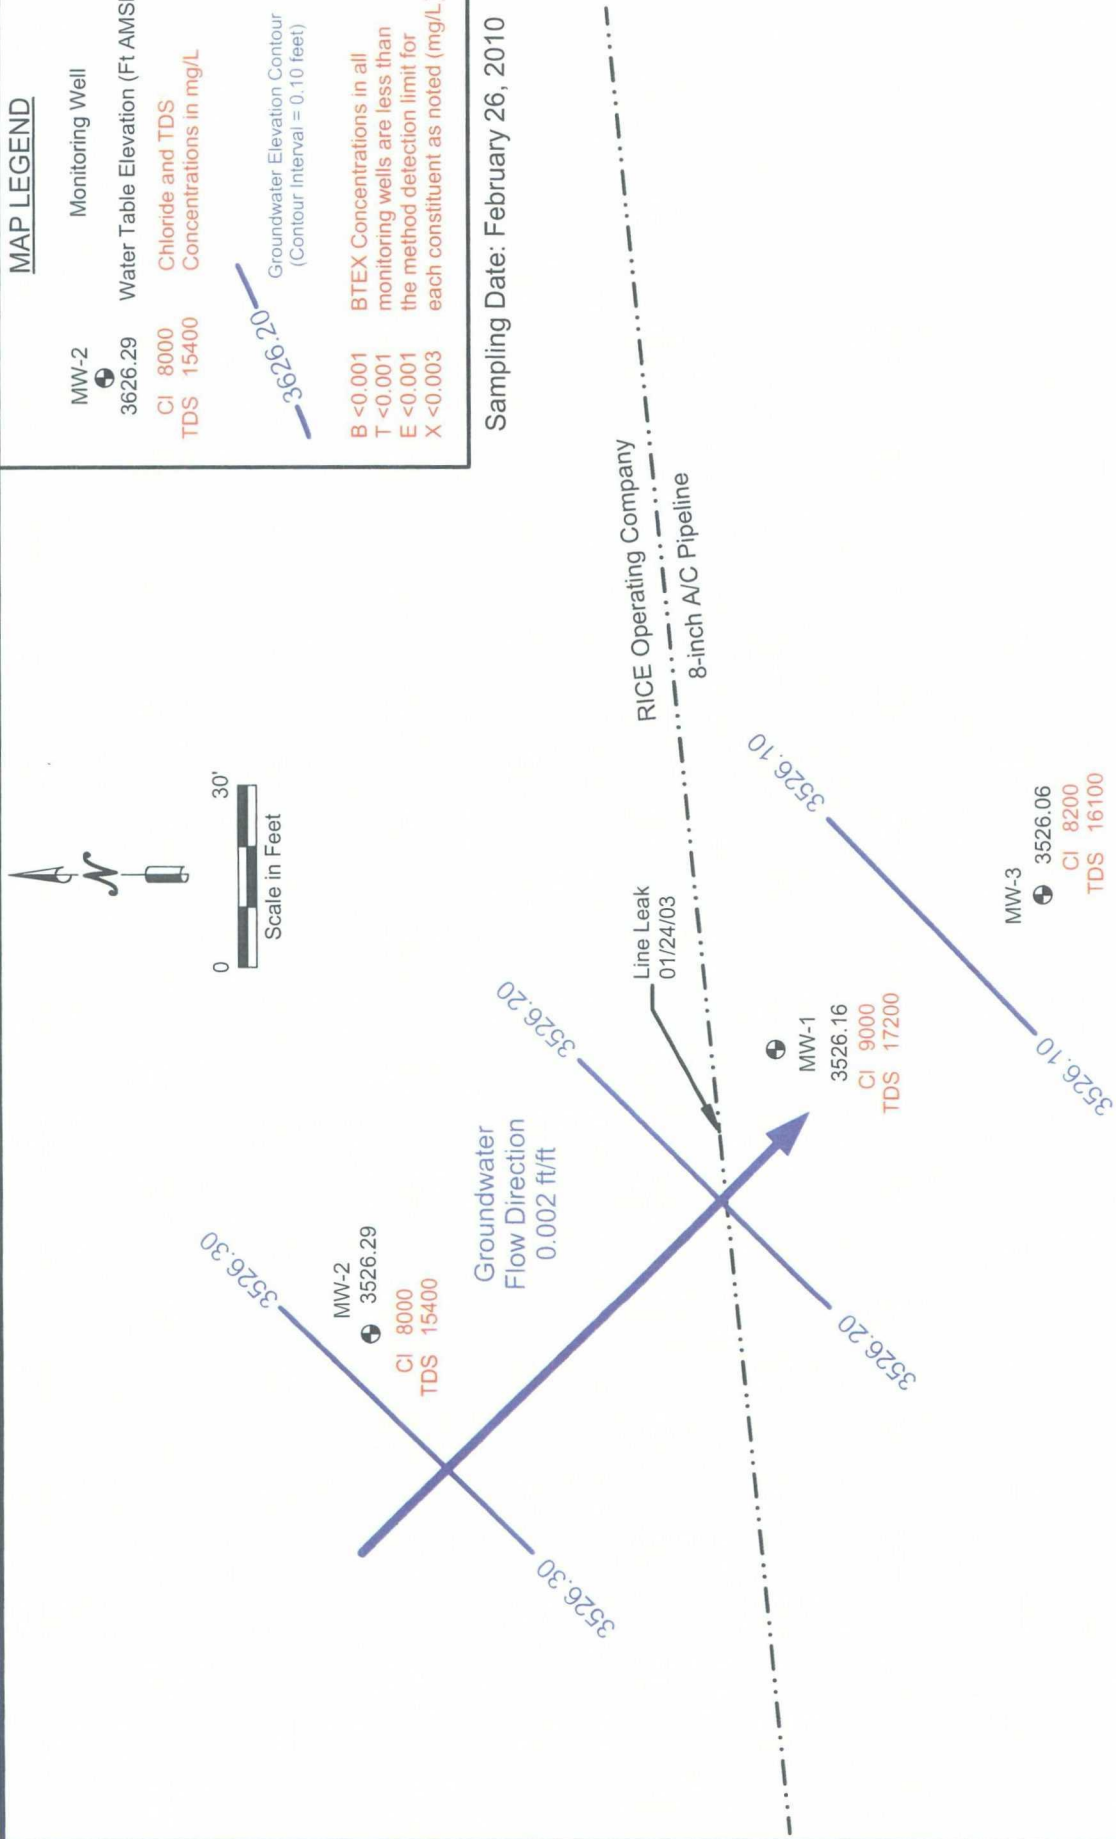 MAP LEGEND
MW-2
Monitoring Well
3626.29
Water Table Elevation (Ft AMSL
Cl 8000
TDS 15400
Chloride and TDS
Concentrations in mg/L
3626.20
Groundwater Elevation Contour
(Contour Interval = 0.10 feet)
B <0.001
T <0.001
E <0.001
X <0.003
BTEX Concentrations in all
monitoring wells are less than
the method detection limit for
each constituent as noted (mg/L
Sampling Date: February 26, 2010
N
0
30'
Scale in Feet
3526.30
3526.30
MW-2
3526.29
Cl 8000
TDS 15400
Groundwater
Flow Direction
0.002 ft/ft
3526.20
3526.20
Line Leak
01/24/03
RICE Operating Company
8-inch A/C Pipeline
MW-1
3526.16
Cl 9000
TDS 17200
3526.10
3526.10
MW-3
3526.06
Cl 8200
TDS 16100